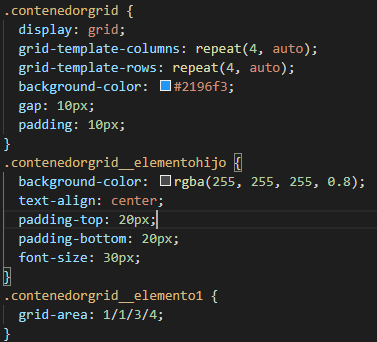 .contenedorgrid {
display: grid;
grid-template-columns: repeat(4, auto);
grid-template-rows: repeat(4, auto);
background-color: #2196f3;
gap: 10px;
padding: 10px;
}
.contenedorgrid__elementohijo {
background-color: rgba(255, 255, 255, 0.8);
text-align: center;
padding-top: 20px;
padding-bottom: 20px;
font-size: 30px;
}
.contenedorgrid__elemento1 {
grid-area: 1/1/3/4;
}